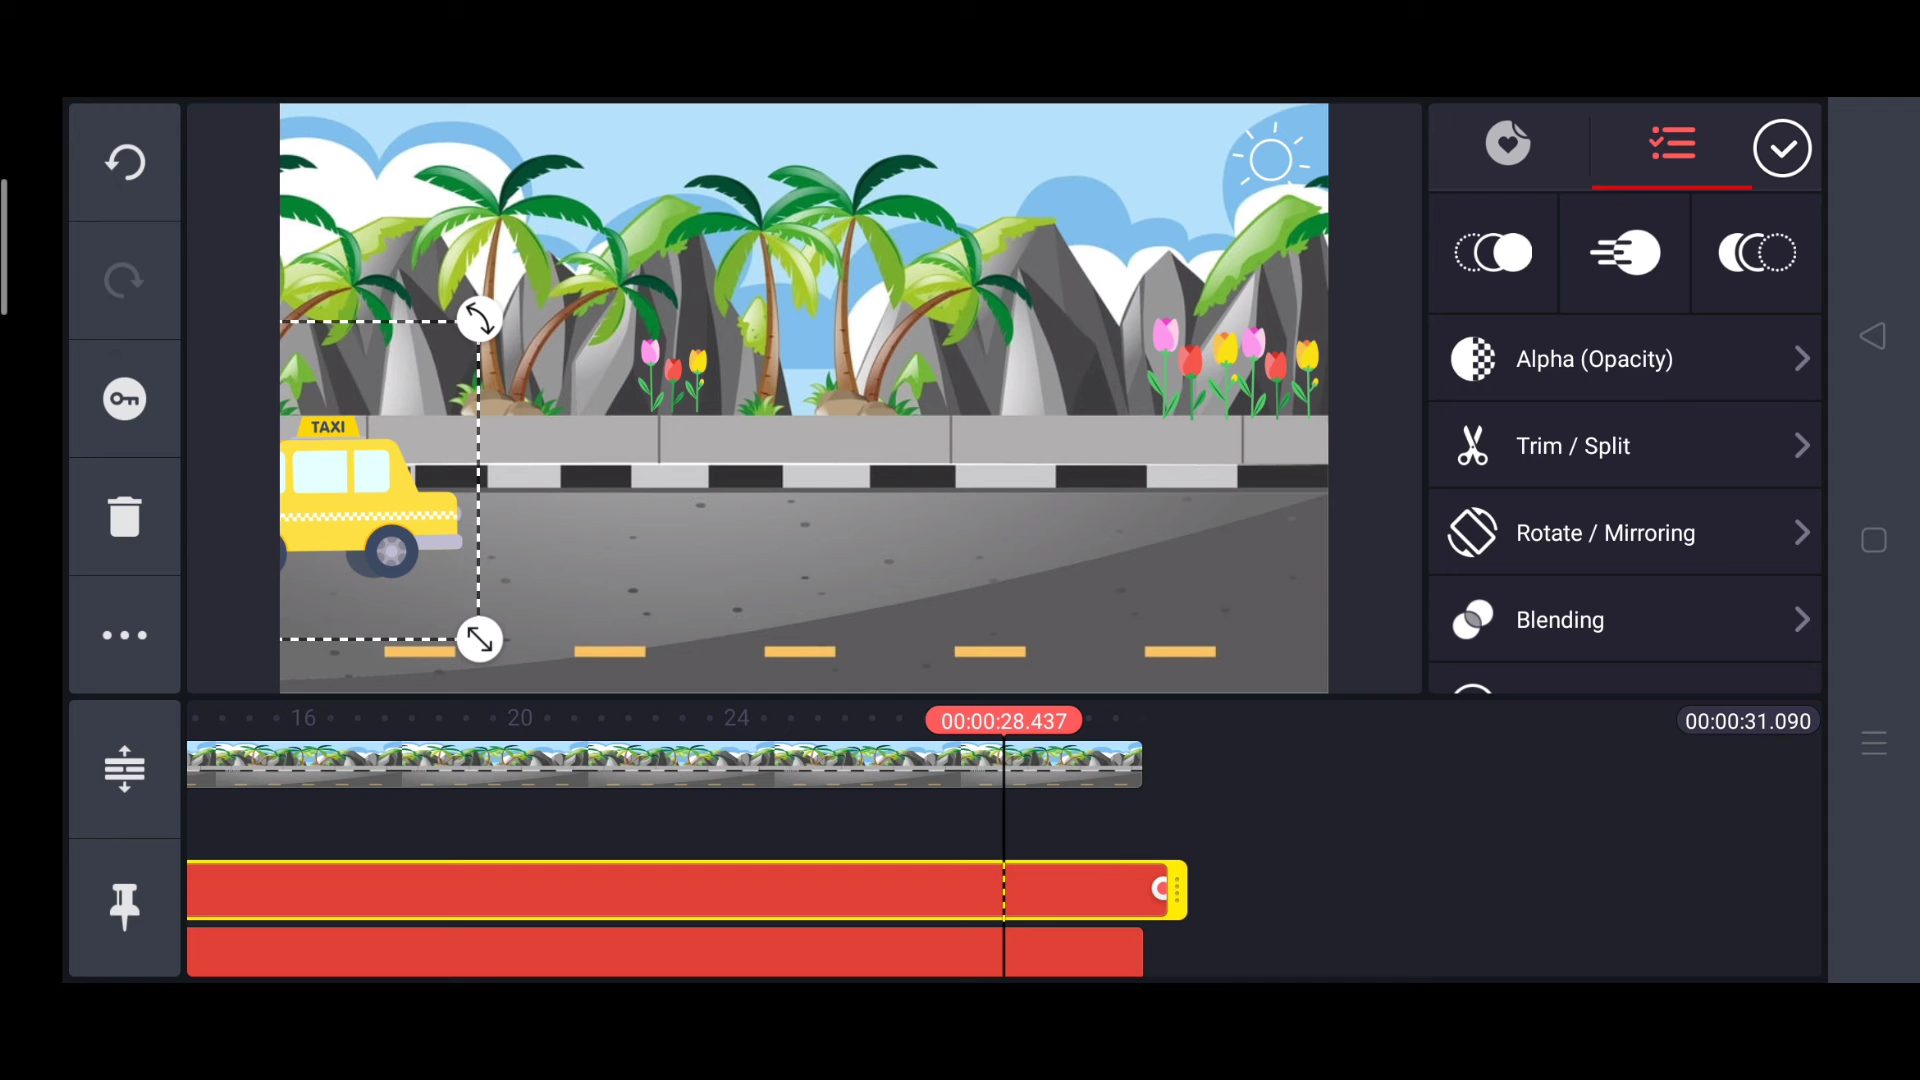 TAXI
Alpha (Opacity)
Trim / Split
Rotate / Mirroring
Blending
16
20
24
00:00:28.437
00:00:31.090